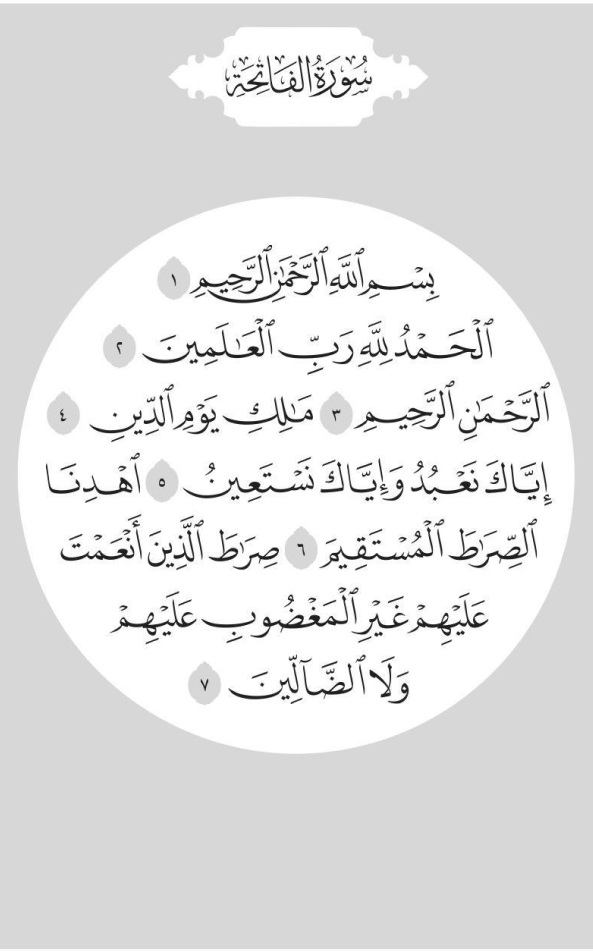 سُورَةُ الفَاتِحَةِ
بِسْمِ ٱللَّهِ ٱلرَّحْمَٰنِ ٱلرَّحِيمِ ١
ٱلْحَمْدُ لِلَّهِ رَبِّ ٱلْعَٰلَمِينَ ٢
ٱلرَّحْمَٰنِ ٱلرَّحِيمِ ٣ مَٰلِكِ يَوْمِ ٱلدِّينِ ٤
إِيَّاكَ نَعْبُدُ وَإِيَّاكَ نَسْتَعِينُ ٥ ٱهْدِنَا
ٱلصِّرَٰطَ ٱلْمُسْتَقِيمَ ٦ صِرَٰطَ ٱلَّذِينَ أَنْعَمْتَ
عَلَيْهِمْ غَيْرِ ٱلْمَغْضُوبِ عَلَيْهِمْ
وَلَا ٱلضَّآلِّينَ ٧